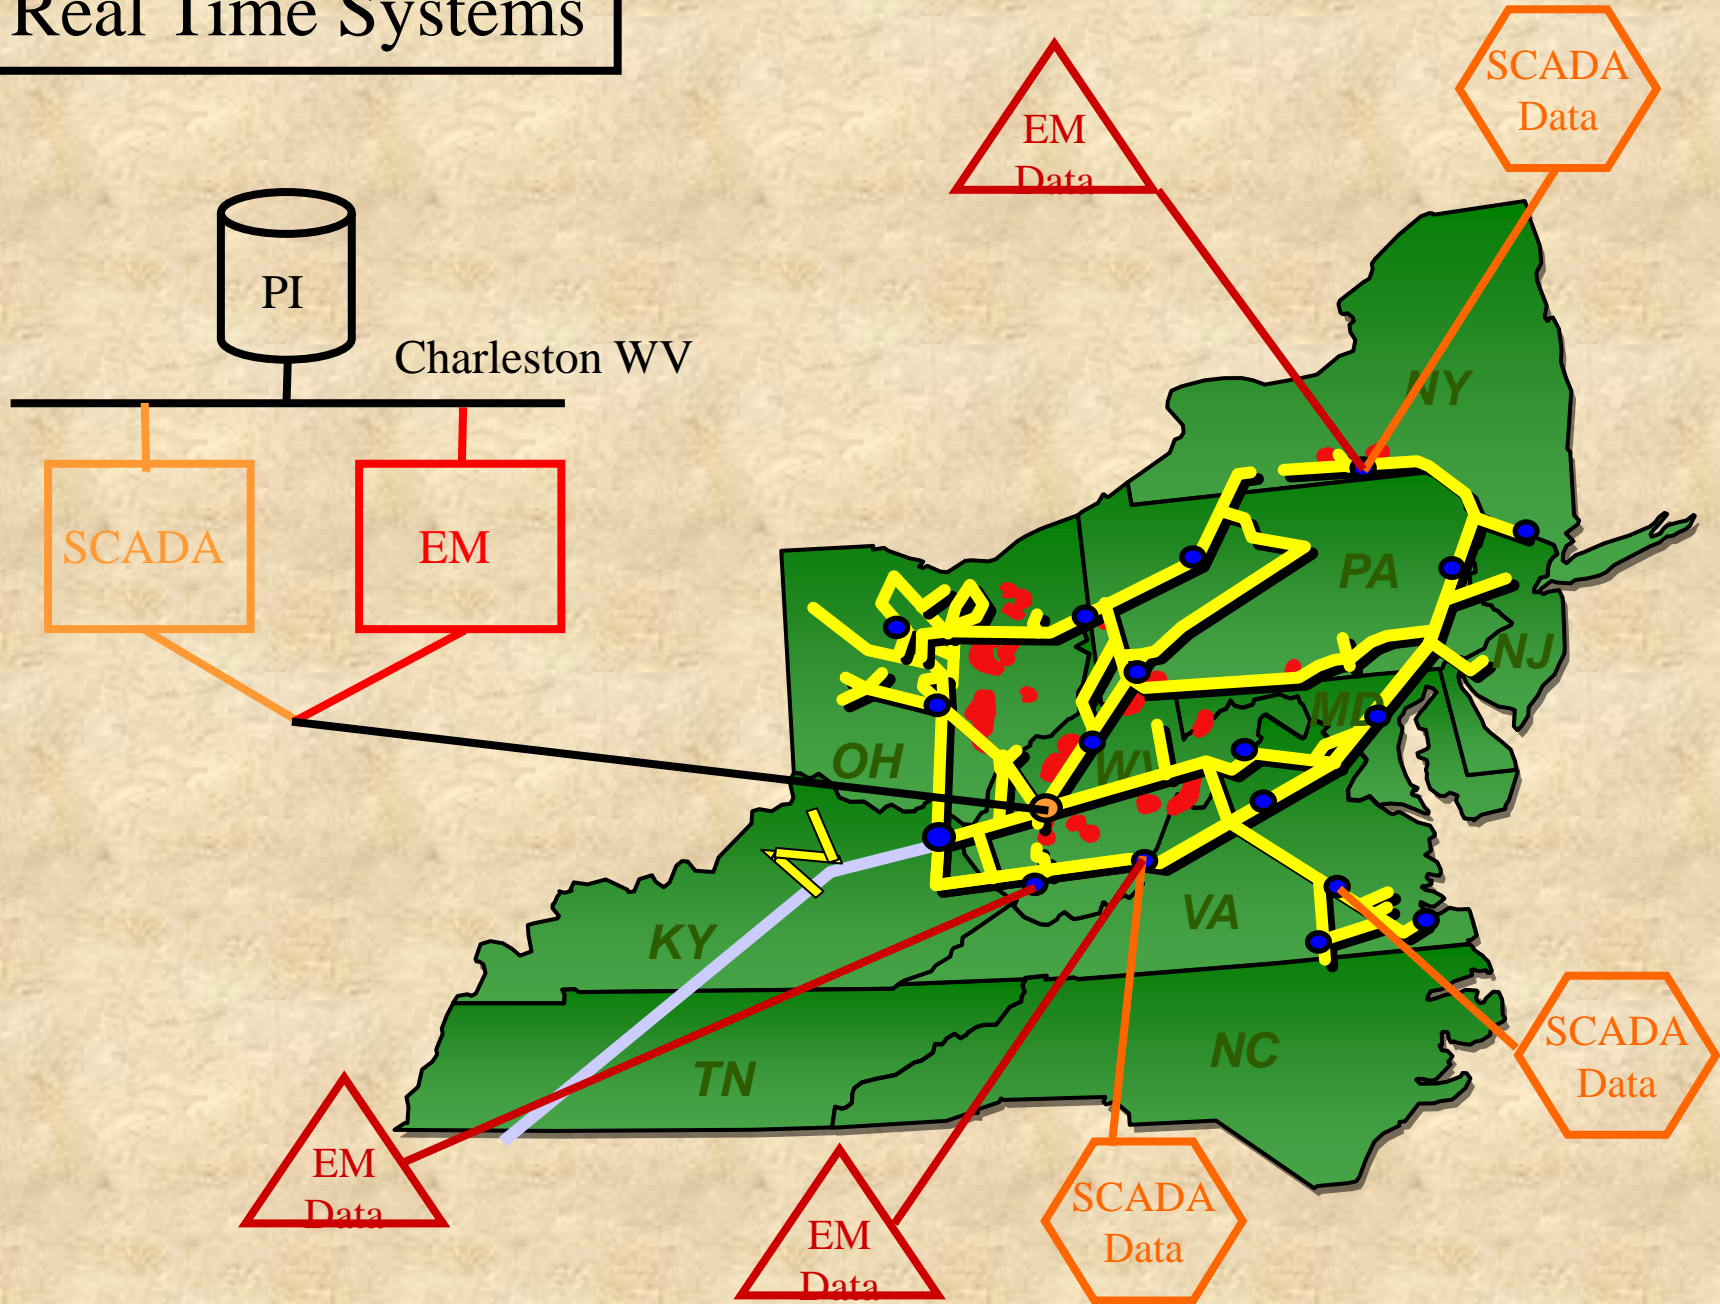 Real Time Systems
SCADA
Data
EM
Data
PI
Charleston WV
NY
SCADA
EM
PA
NJ
MD
OH
WV
VA
KY
NC
TN
SCADA
Data
EM
Data
SCADA
Data
EM
Data